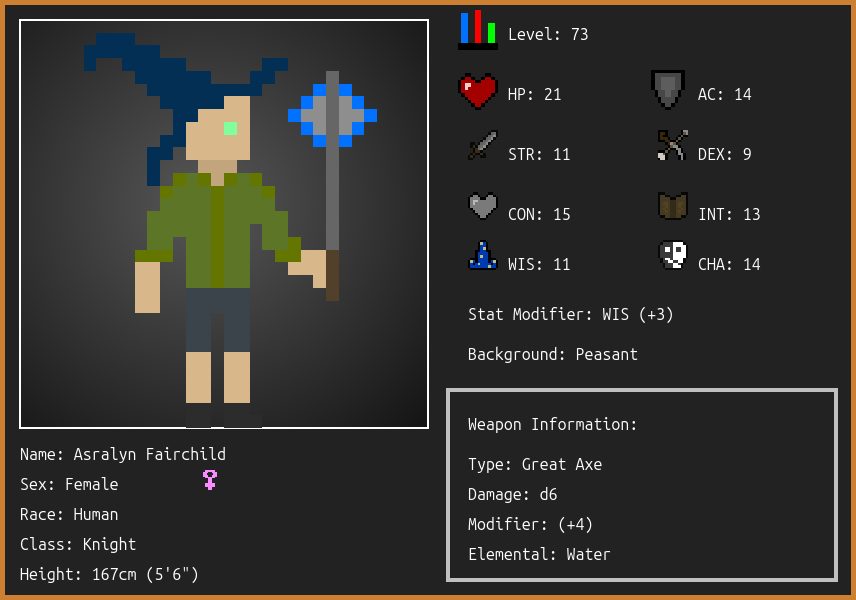 Level: 73
HP: 21
AC: 14
STR: 11
DEX: 9
CON: 15
INT: 13
WIS: 11
CHA: 14
Stat Modifier: WIS (+3)
Background: Peasant
Weapon Information:
Type: Great Axe
Damage: d6
Modifier: (+4)
Elemental: Water
Name: Asralyn Fairchild
Sex: Female
Race: Human
Class: Knight
Height: 167cm (5'6")